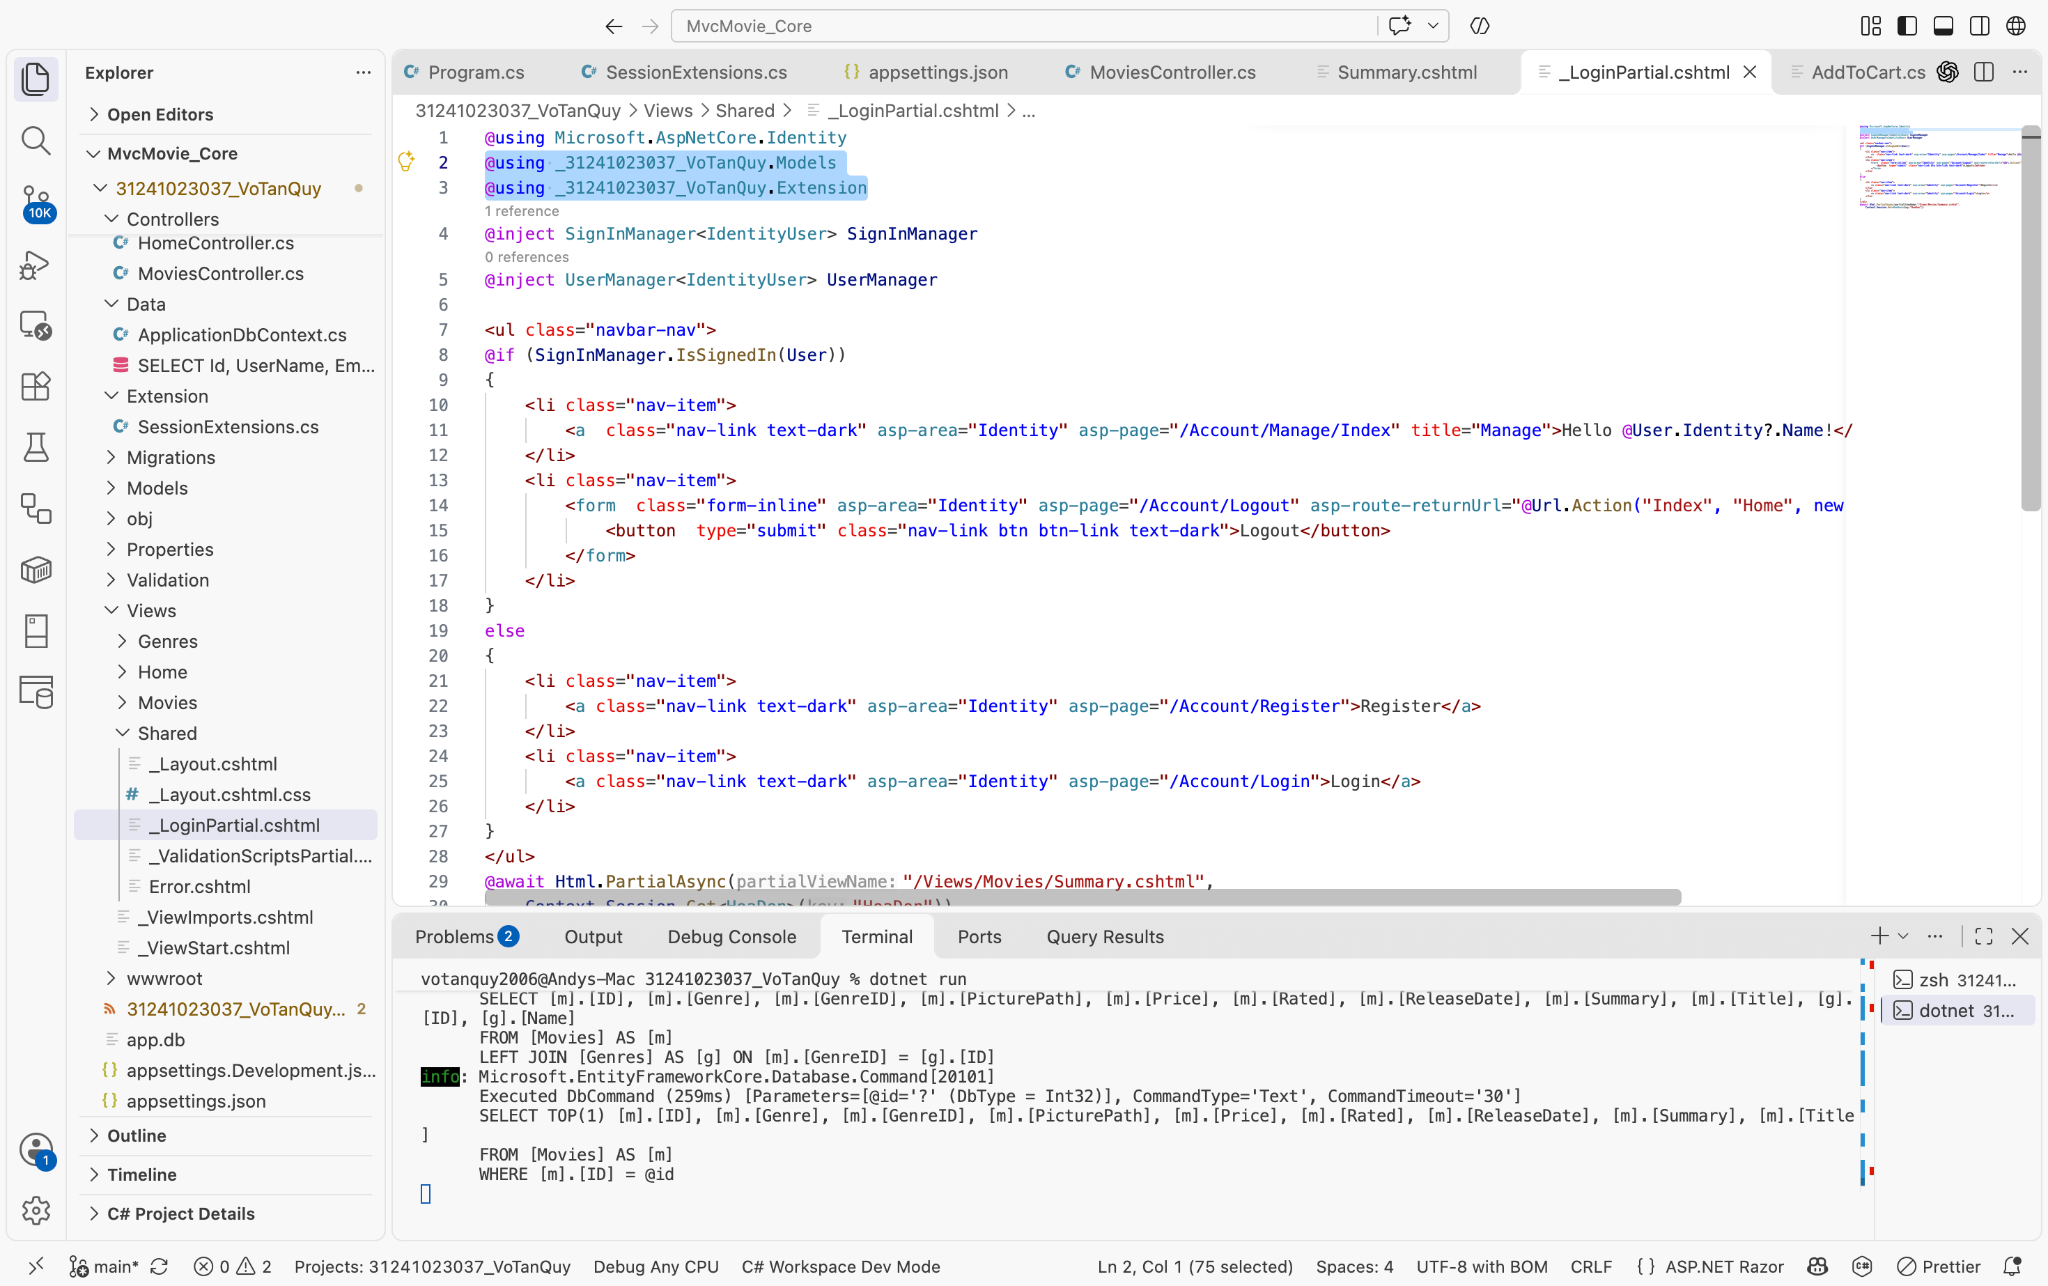 MvcMovie_Core
Explorer
Open Editors
MvcMovie_Core
31241023037_VoTanQuy
Controllers
HomeController.cs
MoviesController.cs
Data
ApplicationDbContext.cs
SELECT Id, UserName, Em...
Extension
SessionExtensions.cs
Migrations
Models
obj
Properties
Validation
Views
Genres
Home
Movies
Shared
_Layout.cshtml
# _Layout.cshtml.css
_LoginPartial.cshtml
_ValidationScriptsPartial....
Error.cshtml
_ViewImports.cshtml
_ViewStart.cshtml
wwwroot
31241023037_VoTanQuy... 2
app.db
{} appsettings.Development.js...
{} appsettings.json
Outline
Timeline
C# Project Details
10K
1
Program.cs SessionExtensions.cs {} appsettings.json MoviesController.cs Summary.cshtml _LoginPartial.cshtml AddToCart.cs
31241023037_VoTanQuy > Views > Shared > _LoginPartial.cshtml > ...
1 @using Microsoft.AspNetCore.Identity
2 @using _31241023037_VoTanQuy.Models
3 @using _31241023037_VoTanQuy.Extension
1 reference
4 @inject SignInManager<IdentityUser> SignInManager
0 references
5 @inject UserManager<IdentityUser> UserManager
6
7 <ul class="navbar-nav">
8 @if (SignInManager.IsSignedIn(User))
9 {
10 <li class="nav-item">
11 <a  class="nav-link text-dark" asp-area="Identity" asp-page="/Account/Manage/Index" title="Manage">Hello @User.Identity?.Name!</
12 </li>
13 <li class="nav-item">
14 <form  class="form-inline" asp-area="Identity" asp-page="/Account/Logout" asp-route-returnUrl="@Url.Action("Index", "Home", new
15 <button  type="submit" class="nav-link btn btn-link text-dark">Logout</button>
16 </form>
17 </li>
18 }
19 else
20 {
21 <li class="nav-item">
22 <a class="nav-link text-dark" asp-area="Identity" asp-page="/Account/Register">Register</a>
23 </li>
24 <li class="nav-item">
25 <a class="nav-link text-dark" asp-area="Identity" asp-page="/Account/Login">Login</a>
26 </li>
27 }
28 </ul>
29 @await Html.PartialAsync(partialViewName: "/Views/Movies/Summary.cshtml",
30 Context.Session.Get<HoaDon>(key: "HoaDon"))
Problems 2 Output Debug Console Terminal Ports Query Results
votanquy2006@Andys-Mac 31241023037_VoTanQuy % dotnet run
SELECT [m].[ID], [m].[Genre], [m].[GenreID], [m].[PicturePath], [m].[Price], [m].[Rated], [m].[ReleaseDate], [m].[Summary], [m].[Title], [g].
[ID], [g].[Name]
FROM [Movies] AS [m]
LEFT JOIN [Genres] AS [g] ON [m].[GenreID] = [g].[ID]
info: Microsoft.EntityFrameworkCore.Database.Command[20101]
Executed DbCommand (259ms) [Parameters=[@id='?' (DbType = Int32)], CommandType='Text', CommandTimeout='30']
SELECT TOP(1) [m].[ID], [m].[Genre], [m].[GenreID], [m].[PicturePath], [m].[Price], [m].[Rated], [m].[ReleaseDate], [m].[Summary], [m].[Title
]
FROM [Movies] AS [m]
WHERE [m].[ID] = @id
zsh 31241...
dotnet 31...
main* 0 2 Projects: 31241023037_VoTanQuy Debug Any CPU C# Workspace Dev Mode Ln 2, Col 1 (75 selected) Spaces: 4 UTF-8 with BOM CRLF {} ASP.NET Razor Prettier